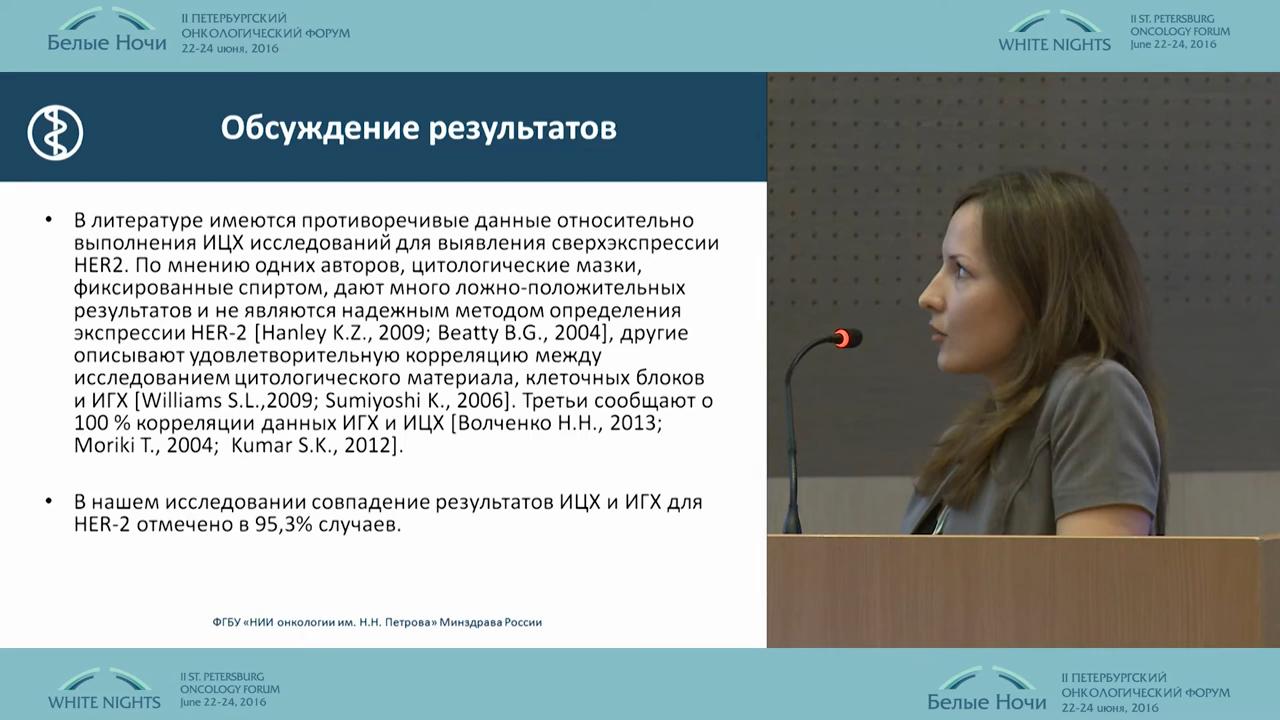 Белые Ночи
II ПЕТЕРБУРГСКИЙ
ОНКОЛОГИЧЕСКИЙ ФОРУМ
22-24 июня, 2016
WHITE NIGHTS
II ST. PETERSBURG
ONCOLOGY FORUM
June 22-24, 2016
Обсуждение результатов
• В литературе имеются противоречивые данные относительно
выполнения ИЦХ исследований для выявления сверхэкспрессии
HER2. По мнению одних авторов, цитологические мазки,
фиксированные спиртом, дают много ложно-положительных
результатов и не являются надежным методом определения
экспрессии HER-2 [Hanley K.Z., 2009; Beatty B.G., 2004], другие
описывают удовлетворительную корреляцию между
исследованием цитологического материала, клеточных блоков
и ИГХ [Williams S.L.,2009; Sumiyoshi K., 2006]. Третьи сообщают о
100 % корреляции данных ИГХ и ИЦХ [Волченко Н.Н., 2013;
Moriki T., 2004; Kumar S.K., 2012].
• В нашем исследовании совпадение результатов ИЦХ и ИГХ для
HER-2 отмечено в 95,3% случаев.
ФГБУ «НИИ онкологии им. Н.Н. Петрова» Минздрава России
WHITE NIGHTS
II ST. PETERSBURG
ONCOLOGY FORUM
June 22-24, 2016
Белые Ночи
II ПЕТЕРБУРГСКИЙ
ОНКОЛОГИЧЕСКИЙ ФОРУМ
22-24 июня, 2016